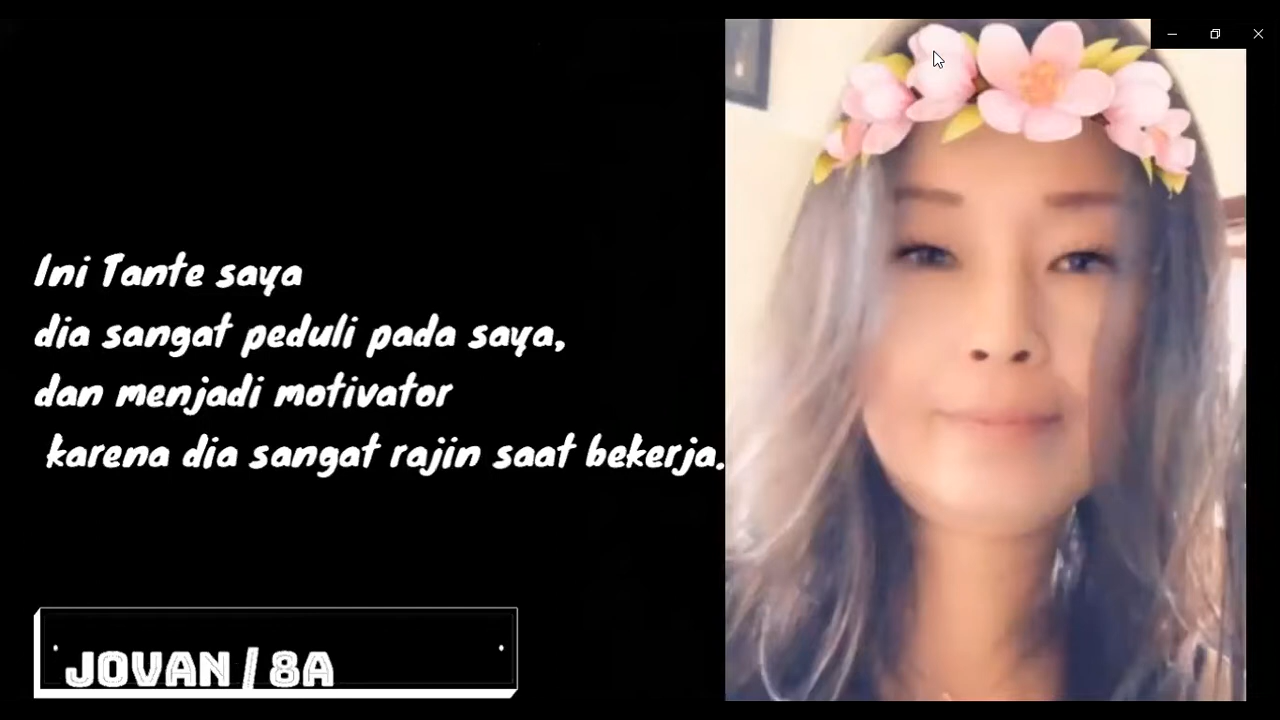 Ini Tante saya
dia sangat peduli pada saya,
dan menjadi motivator
karena dia sangat rajin saat bekerja.
JOVAN / 8A